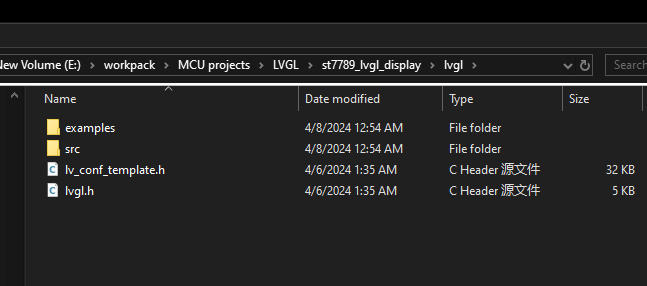 New Volume (E:) > workpack > MCU projects > LVGL > st7789_lvgl_display > lvgl >
Search
Name Date modified Type Size
examples 4/8/2024 12:54 AM File folder
src 4/8/2024 12:54 AM File folder
lv_conf_template.h 4/6/2024 1:35 AM C Header 源文件 32 KB
lvgl.h 4/6/2024 1:35 AM C Header 源文件 5 KB